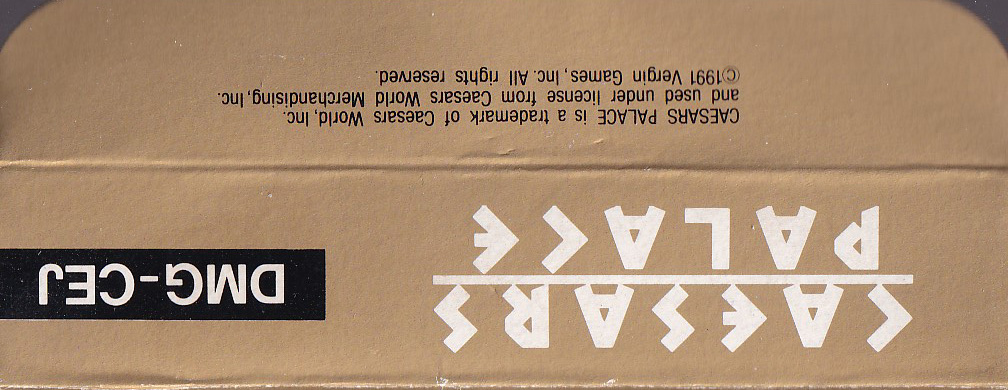 CAESARS
PALACE
DMG-CEJ
CAESARS PALACE is a trademark of Caesars World, Inc.
and used under license from Caesars World Merchandising, Inc.
©1991 Vergin Games, Inc. All rights reserved.